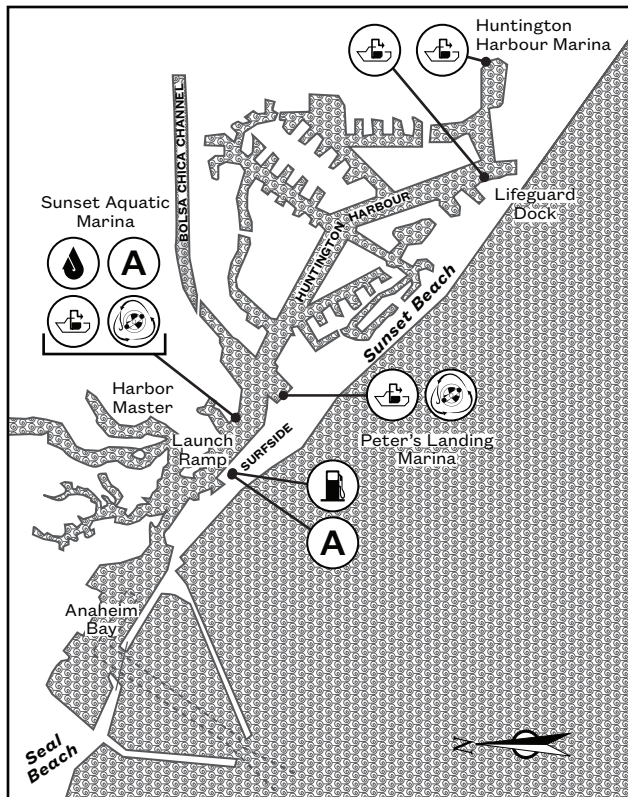 Huntington
Harbour Marina
BOLSA CHICA CHANNEL
Sunset Aquatic
Marina
A
HUNTINGTON HARBOUR
Lifeguard
Dock
Sunset Beach
Harbor
Master
Launch
Ramp
SURFSIDE
Peter's Landing
Marina
A
Anaheim
Bay
Seal
Beach
N